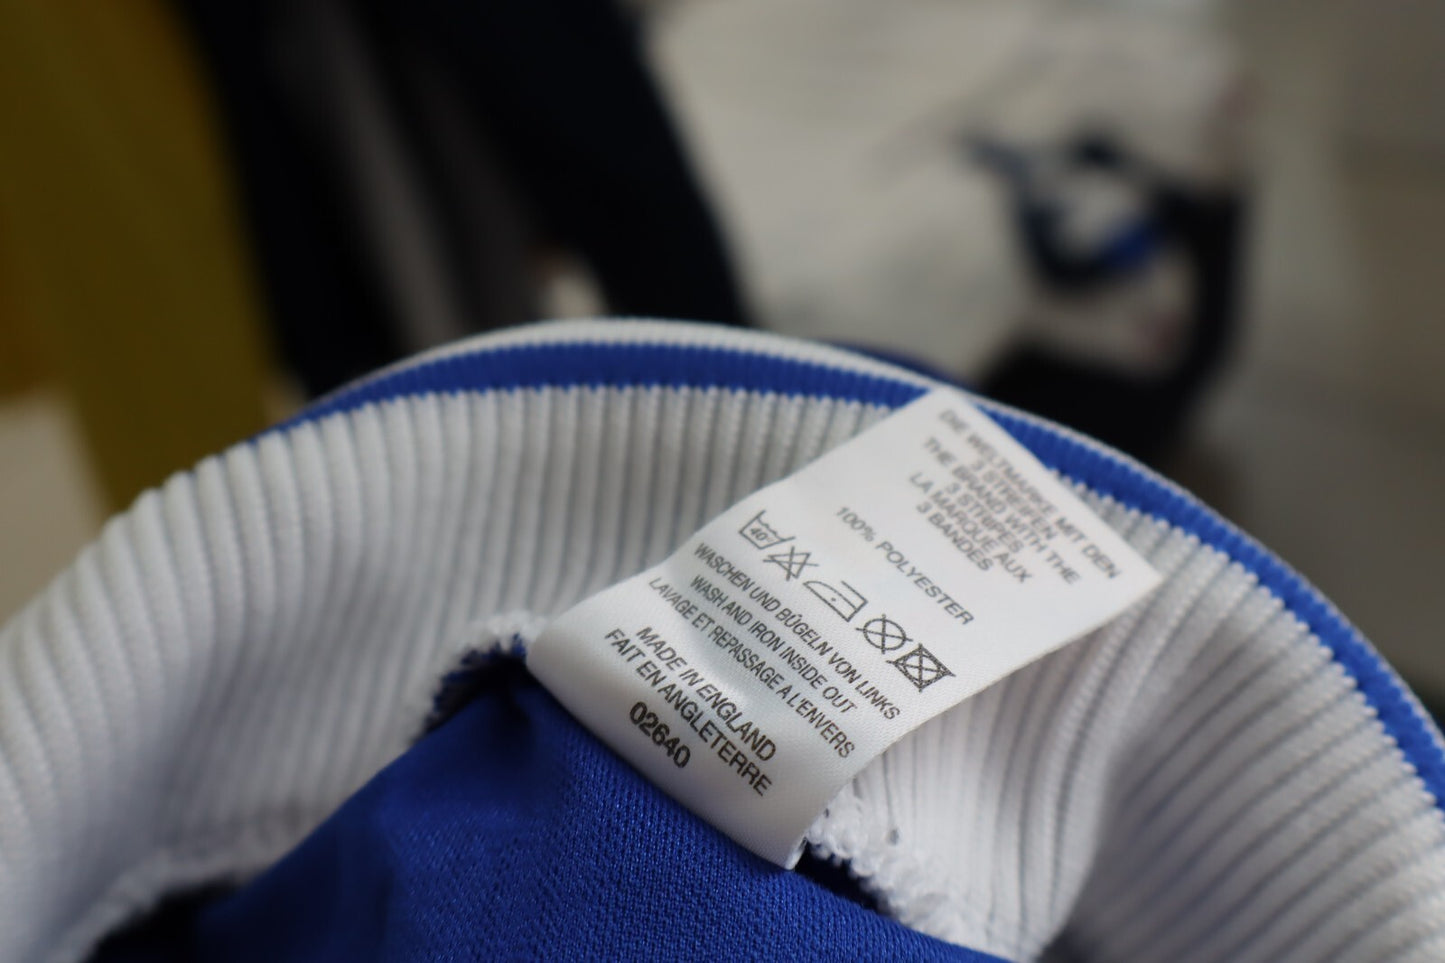 DIE WELTMARKE MIT DEN
3 STREIFEN
THE BRAND WITH THE
3 STRIPES
LA MARQUE AUX
3 BANDES
100% POLYESTER
40°
WASCHEN UND BÜGELN VON LINKS
WASH AND IRON INSIDE OUT
LAVAGE ET REPASSAGE A L'ENVERS
MADE IN ENGLAND
FAIT EN ANGLETERRE
02640